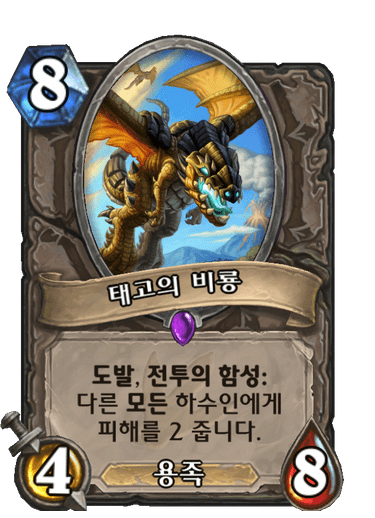 8
태고의 비룡
도발, 전투의 함성:
다른 모든 하수인에게
피해를 2 줍니다.
4
용족
8